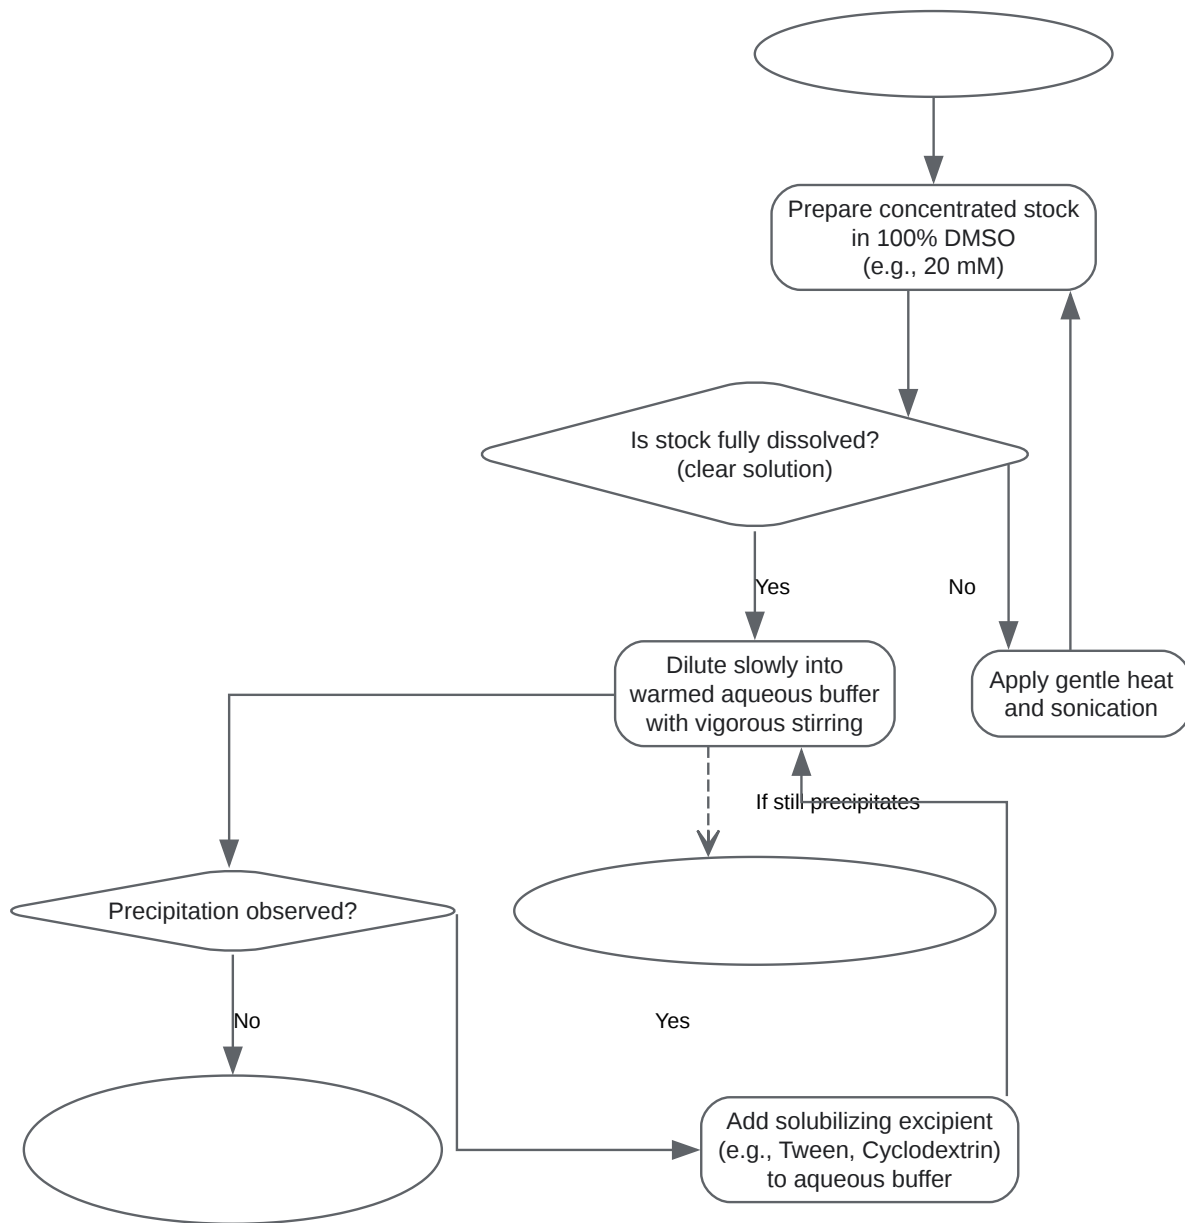 Prepare concentrated stock
in 100% DMSO
(e.g., 20 mM)
Is stock fully dissolved?
(clear solution)
Yes
No
Dilute slowly into
warmed aqueous buffer
with vigorous stirring
Apply gentle heat
and sonication
If still precipitates
Precipitation observed?
No
Yes
Add solubilizing excipient
(e.g., Tween, Cyclodextrin)
to aqueous buffer